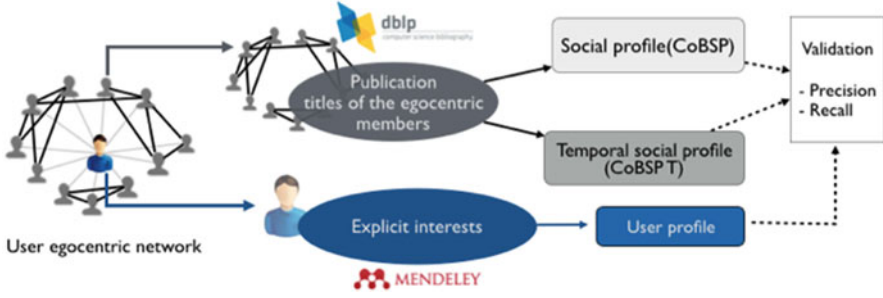 dblp
computer science bibliography
Publication
titles of the egocentric
members
Social profile(CoBSP)
Temporal social profile
(CoBSP T)
Validation
- Precision
- Recall
User egocentric network
Explicit interests
User profile
MENDELEY